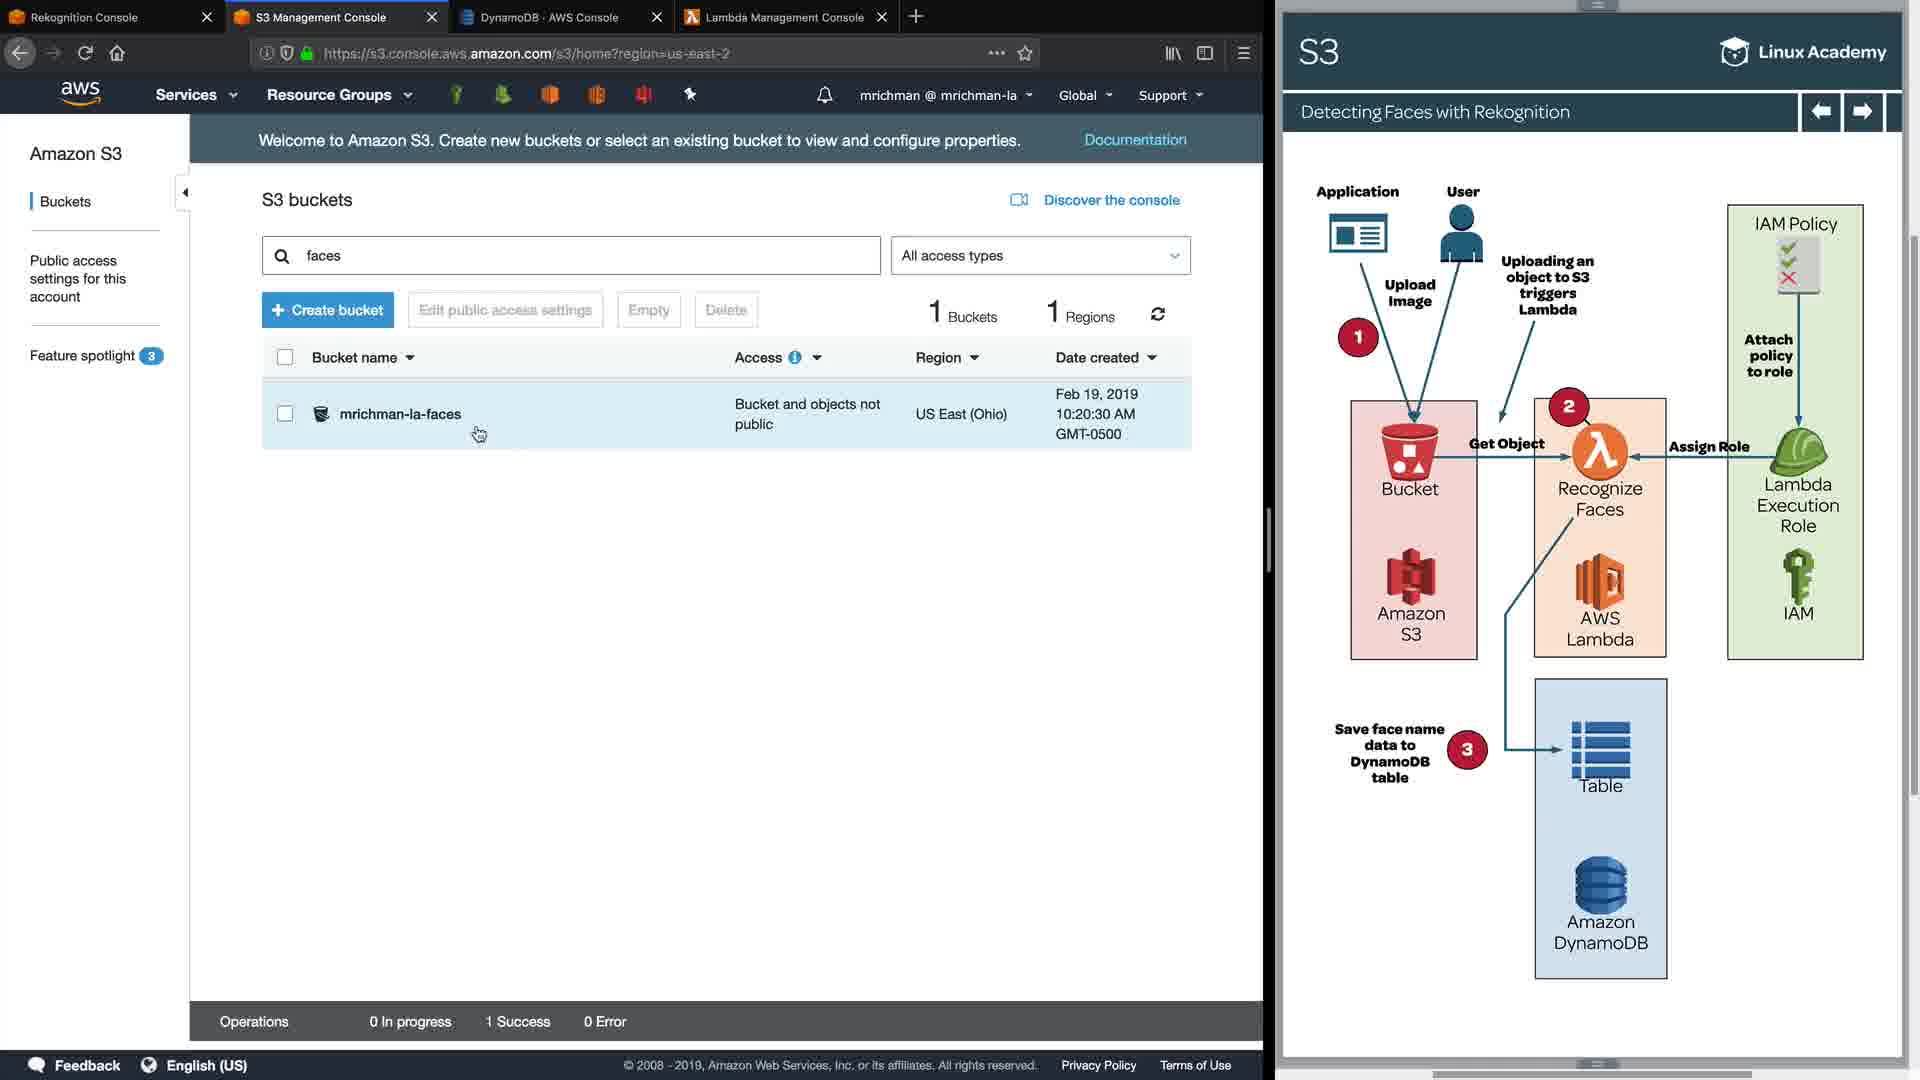 Rekognition Console
S3 Management Console
DynamoDB · AWS Console
Lambda Management Console
https://s3.console.aws.amazon.com/s3/home?region=us-east-2
aws
Services
Resource Groups
mrichman @ mrichman-la
Global
Support
Amazon S3
Buckets
Public access
settings for this
account
Feature spotlight 3
Welcome to Amazon S3. Create new buckets or select an existing bucket to view and configure properties.
Documentation
S3 buckets
Discover the console
faces
All access types
+ Create bucket
Edit public access settings
Empty
Delete
1 Buckets
1 Regions
Bucket name
Access
Region
Date created
mrichman-la-faces
Bucket and objects not
public
US East (Ohio)
Feb 19, 2019
10:20:30 AM
GMT-0500
Operations
0 In progress
1 Success
0 Error
Feedback
English (US)
© 2008 - 2019, Amazon Web Services, Inc. or its affiliates. All rights reserved.
Privacy Policy
Terms of Use
S3
Linux Academy
Detecting Faces with Rekognition
Application
User
Upload
Image
Uploading an
object to S3
triggers
Lambda
IAM Policy
Attach
policy
to role
1
2
Get Object
Assign Role
Bucket
Recognize
Faces
Lambda
Execution
Role
Amazon
S3
AWS
Lambda
IAM
Save face name
data to
DynamoDB
table
3
Table
Amazon
DynamoDB